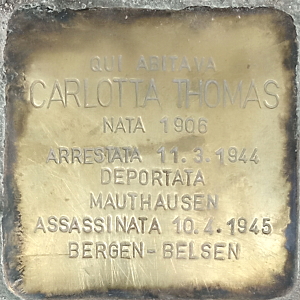 QUI ABITAVA
CARLOTTA THOMAS
NATA 1906
ARRESTATA 11.3.1944
DEPORTATA
MAUTHAUSEN
ASSASSINATA 10.4.1945
BERGEN-BELSEN